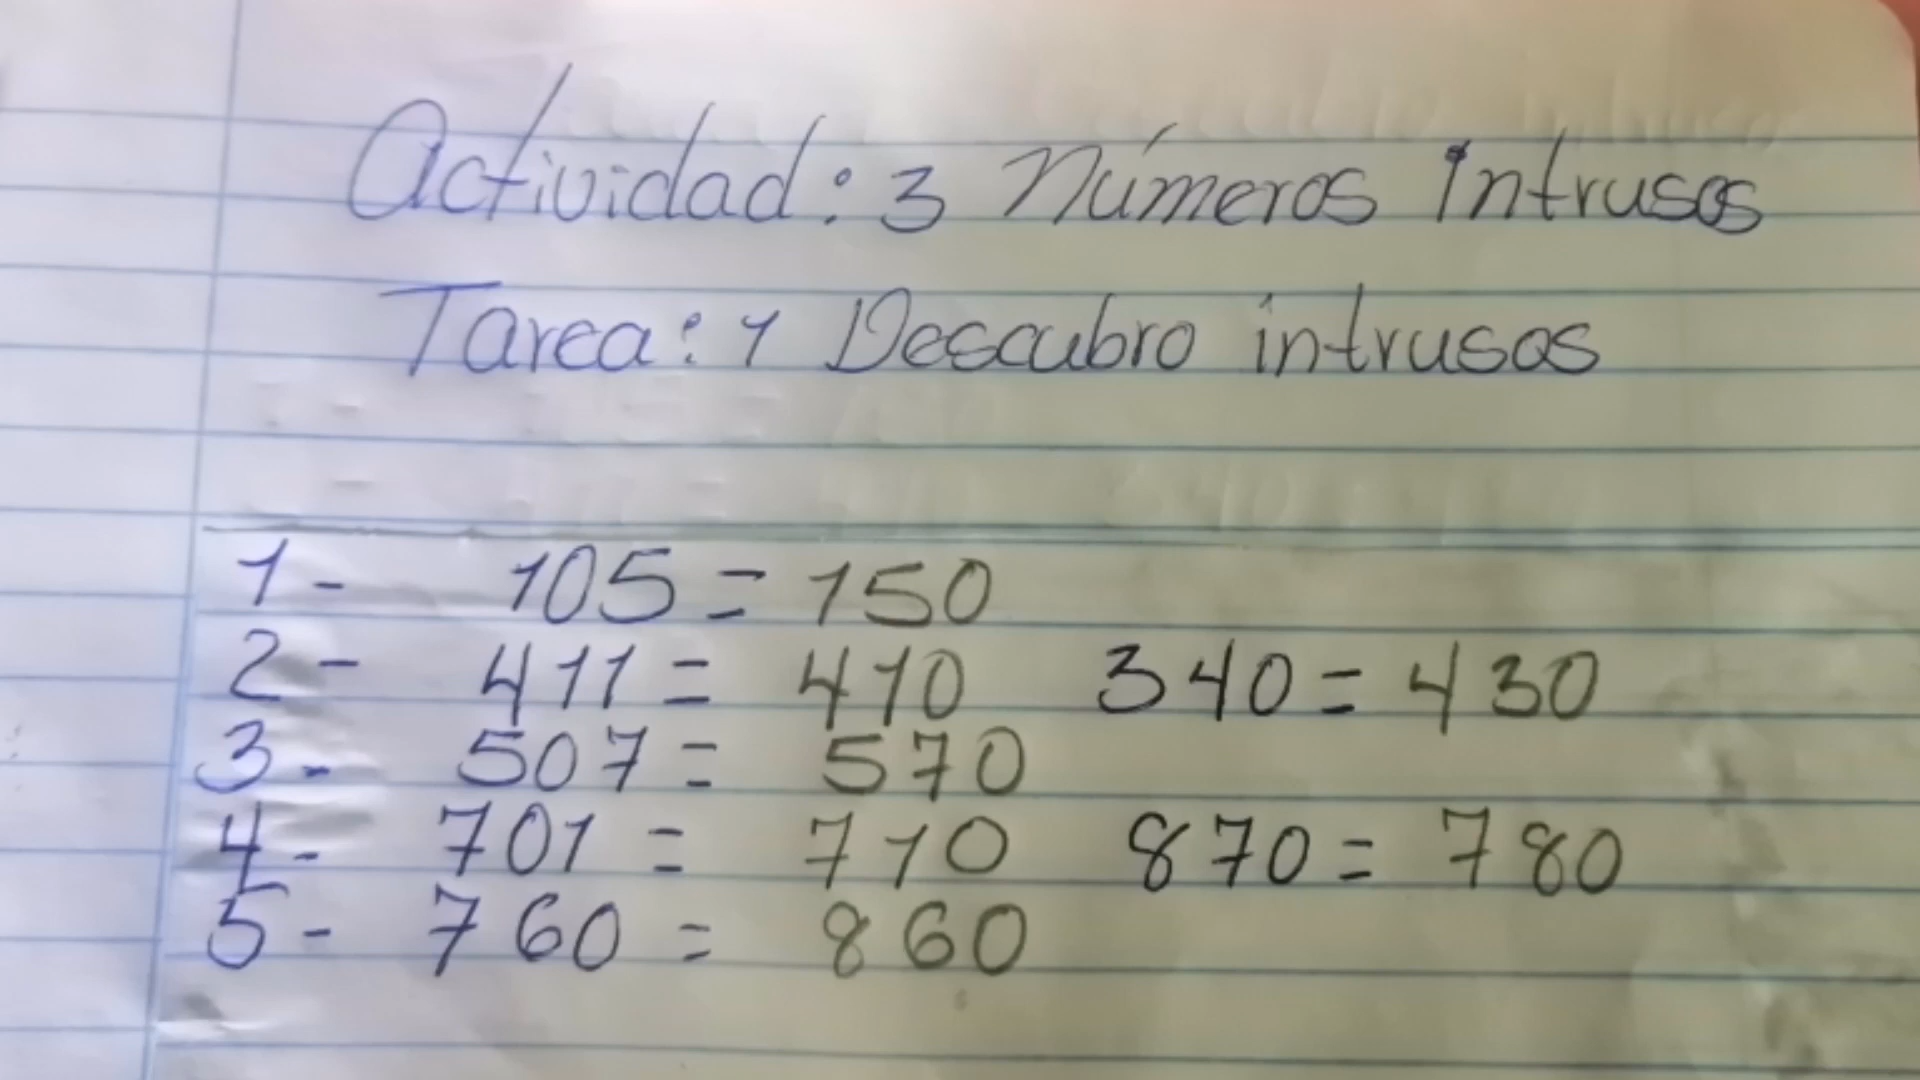 Actividad: 3 Números Intrusos
Tarea: 1 Descubro intrusos
1- 105 = 150
2- 411 = 410 340 = 430
3- 507 = 570
4- 701 = 710 870 = 780
5- 760 = 860